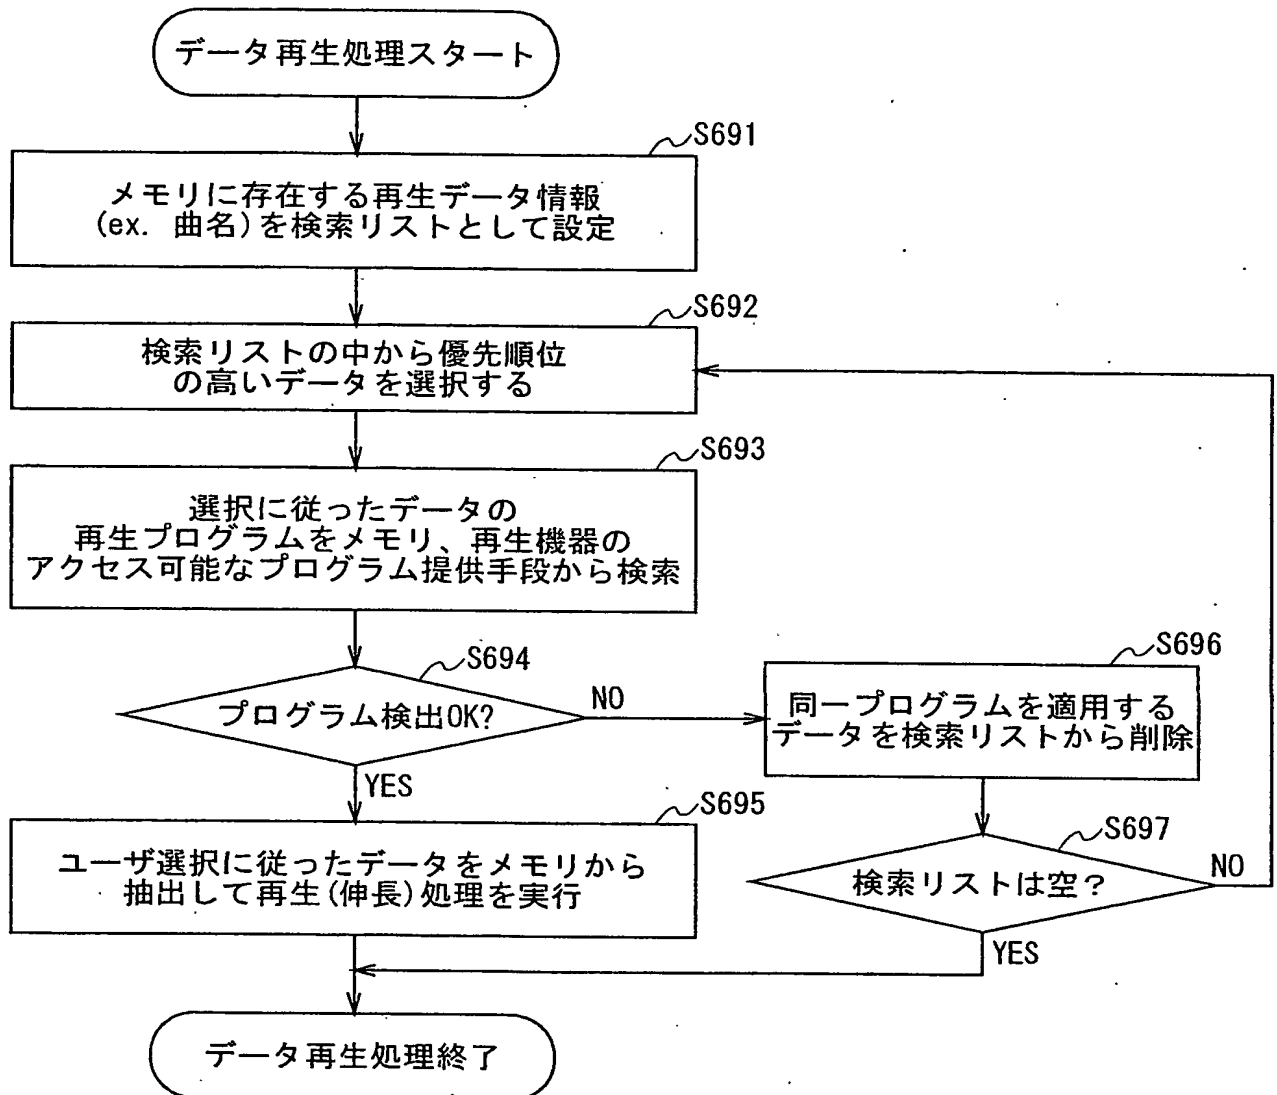 データ再生処理スタート
S691
メモリに存在する再生データ情報
(ex. 曲名)を検索リストとして設定
S692
検索リストの中から優先順位
の高いデータを選択する
S693
選択に従ったデータの
再生プログラムをメモリ、再生機器の
アクセス可能なプログラム提供手段から検索
S694
プログラム検出OK?
NO
YES
S696
同一プログラムを適用する
データを検索リストから削除
S695
ユーザ選択に従ったデータをメモリから
抽出して再生(伸長)処理を実行
S697
検索リストは空?
NO
YES
データ再生処理終了